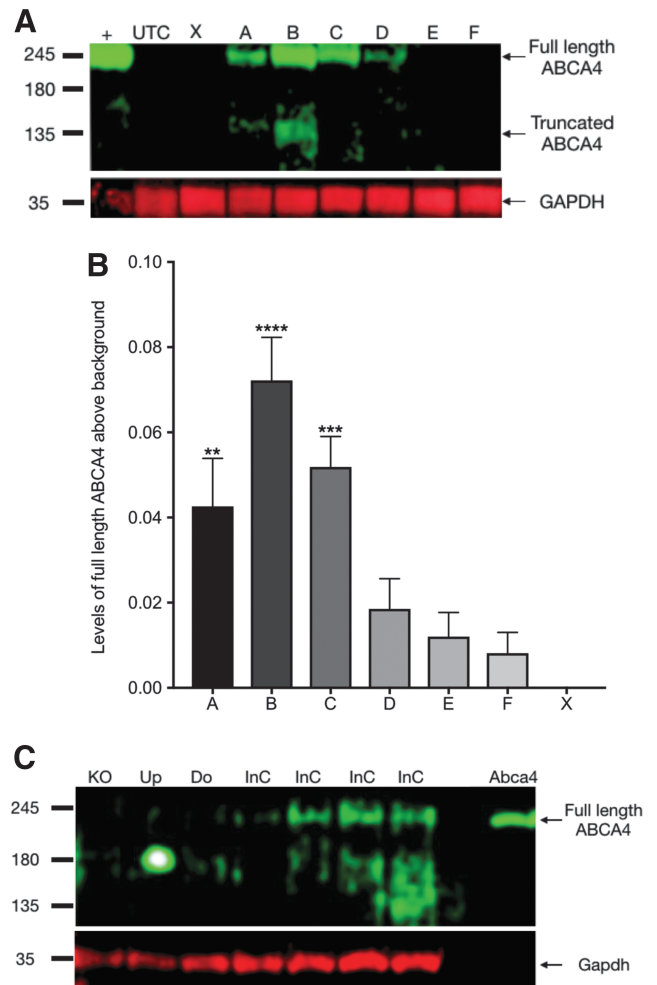 A
+ UTC X A B C D E F
245
Full length
ABCA4
180
135
Truncated
ABCA4
35
GAPDH
B
Levels of full length ABCA4 above background
0.10
0.08
0.06
0.04
0.02
0.00
**
****
***
A B C D E F X
C
KO Up Do InC InC InC InC Abca4
245
Full length
ABCA4
180
135
35
Gapdh